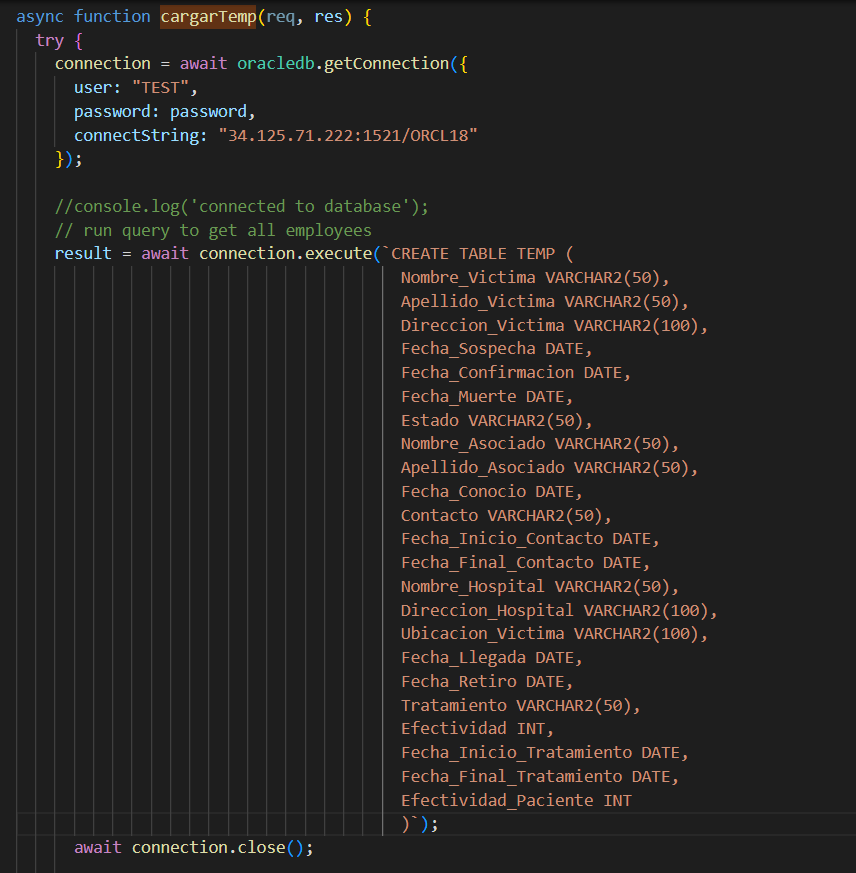 async function cargarTemp(req, res) {
try {
connection = await oracledb.getConnection({
user: "TEST",
password: password,
connectString: "34.125.71.222:1521/ORCL18"
});
//console.log('connected to database');
// run query to get all employees
result = await connection.execute(`CREATE TABLE TEMP (
Nombre_Victima VARCHAR2(50),
Apellido_Victima VARCHAR2(50),
Direccion_Victima VARCHAR2(100),
Fecha_Sospecha DATE,
Fecha_Confirmacion DATE,
Fecha_Muerte DATE,
Estado VARCHAR2(50),
Nombre_Asociado VARCHAR2(50),
Apellido_Asociado VARCHAR2(50),
Fecha_Conocio DATE,
Contacto VARCHAR2(50),
Fecha_Inicio_Contacto DATE,
Fecha_Final_Contacto DATE,
Nombre_Hospital VARCHAR2(50),
Direccion_Hospital VARCHAR2(100),
Ubicacion_Victima VARCHAR2(100),
Fecha_Llegada DATE,
Fecha_Retiro DATE,
Tratamiento VARCHAR2(50),
Efectividad INT,
Fecha_Inicio_Tratamiento DATE,
Fecha_Final_Tratamiento DATE,
Efectividad_Paciente INT
)`);
await connection.close();